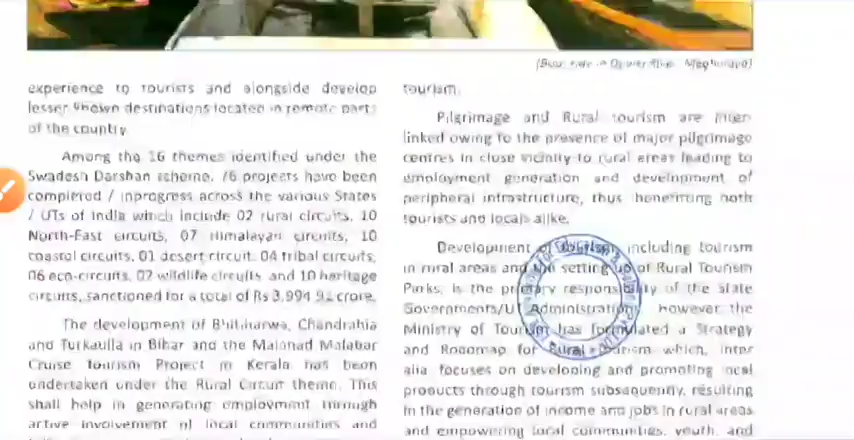 (Boat ride in Dawki River, Meghalaya)
experience to tourists and alongside develop
lesser known destinations located in remote parts
of the country.
Among the 16 themes identified under the
Swadesh Darshan scheme, 76 projects have been
completed / inprogress across the various States
/ UTs of India which include 02 rural circuits, 10
North-East circuits, 07 Himalayan circuits, 10
coastal circuits, 01 desert circuit, 04 tribal circuits,
06 eco-circuits, 02 wildlife circuits and 10 heritage
circuits, sanctioned for a total of Rs 3,994.91 crore.
The development of Bhitiharwa, Chandrahia
and Turkaulia in Bihar and the Malanad Malabar
Cruise Tourism Project in Kerala has been
undertaken under the Rural Circuit theme. This
shall help in generating employment through
active involvement of local communities and
tourism.
Pilgrimage and Rural tourism are inter-
linked owing to the presence of major pilgrimage
centres in close vicinity to rural areas leading to
employment generation and development of
peripheral infrastructure, thus benefitting both
tourists and locals alike.
Development of tourism including tourism
in rural areas and the setting up of Rural Tourism
Parks, is the primary responsibility of the State
Governments/UT Administrations. However the
Ministry of Tourism has formulated a Strategy
and Roadmap for Rural Tourism which, inter
alia focuses on developing and promoting local
products through tourism subsequently, resulting
in the generation of income and jobs in rural areas
and empowering local communities, youth, and